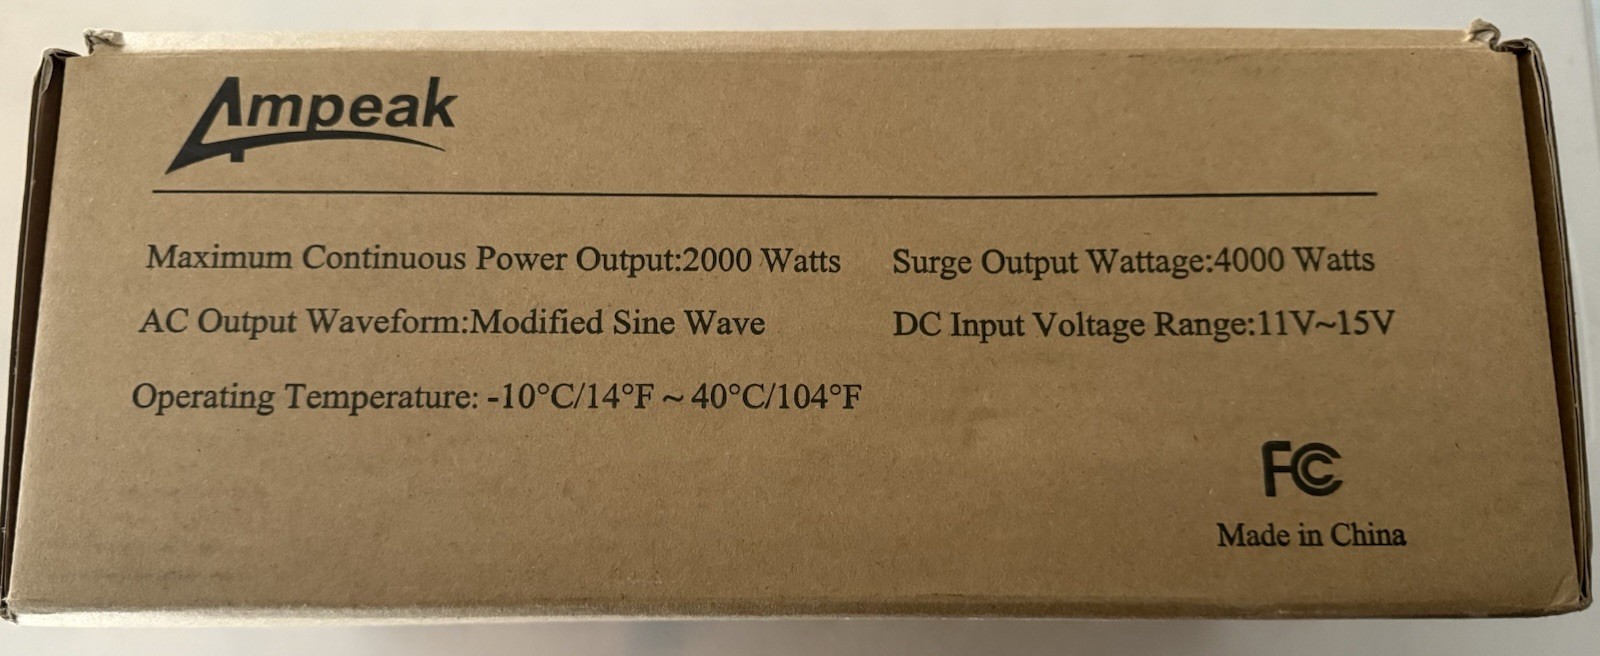 Ampeak
Maximum Continuous Power Output:2000 Watts
Surge Output Wattage:4000 Watts
AC Output Waveform:Modified Sine Wave
DC Input Voltage Range:11V~15V
Operating Temperature: -10°C/14°F ~ 40°C/104°F
FC
Made in China